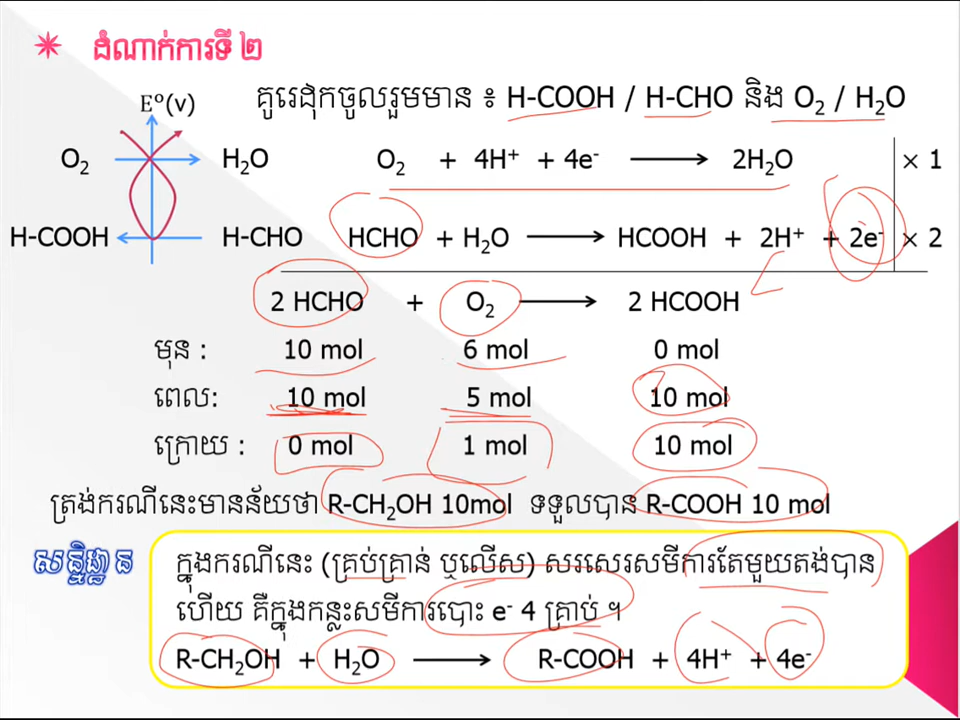 ដំណាក់ការទី ២
គូរេដុកចូលរួមមាន ៖ H-COOH / H-CHO និង O₂ / H₂O
E°(v)
O₂ H₂O O₂ + 4H⁺ + 4e⁻ ⟶ 2H₂O × 1
H-COOH H-CHO HCHO + H₂O ⟶ HCOOH + 2H⁺ + 2e⁻ × 2
2 HCHO + O₂ ⟶ 2 HCOOH
មុន : 10 mol 6 mol 0 mol
ពេល: 10 mol 5 mol 10 mol
ក្រោយ : 0 mol 1 mol 10 mol
ត្រង់ករណីនេះមានន័យថា R-CH₂OH 10mol ទទួលបាន R-COOH 10 mol
សន្និដ្ឋាន
ក្នុងករណីនេះ (គ្រប់គ្រាន់ ឬលើស) សរសេរសមីការតែមួយតង់បាន
ហើយ គឺក្នុងកន្លះសមីការបោះ e⁻ 4 គ្រាប់ ។
R-CH₂OH + H₂O ⟶ R-COOH + 4H⁺ + 4e⁻